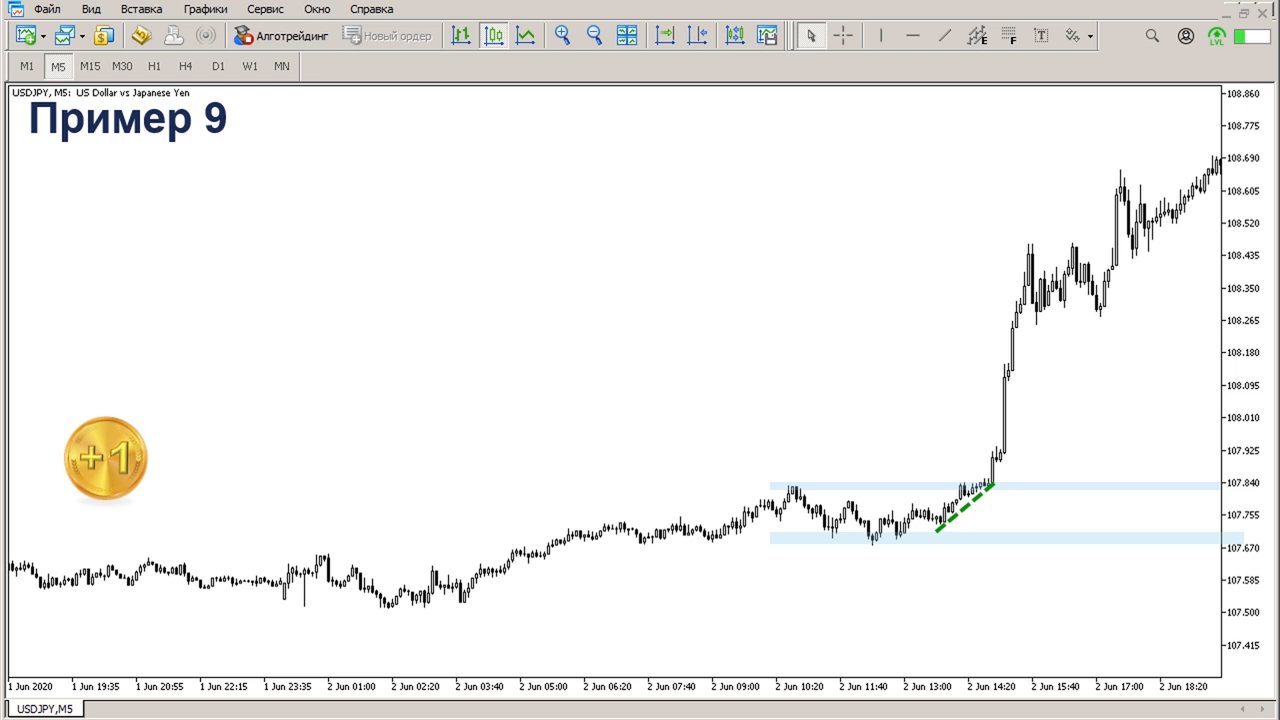 Файл Вид Вставка Графики Сервис Окно Справка
Алготрейдинг Новый ордер E F T LVL
M1 M5 M15 M30 H1 H4 D1 W1 MN
USDJPY, M5: US Dollar vs Japanese Yen
Пример 9
+1
108.860
108.775
108.690
108.605
108.520
108.435
108.350
108.265
108.180
108.095
108.010
107.925
107.840
107.755
107.670
107.585
107.500
107.415
1 Jun 2020 1 Jun 19:35 1 Jun 20:55 1 Jun 22:15 1 Jun 23:35 2 Jun 01:00 2 Jun 02:20 2 Jun 03:40 2 Jun 05:00 2 Jun 06:20 2 Jun 07:40 2 Jun 09:00 2 Jun 10:20 2 Jun 11:40 2 Jun 13:00 2 Jun 14:20 2 Jun 15:40 2 Jun 17:00 2 Jun 18:20
USDJPY,M5